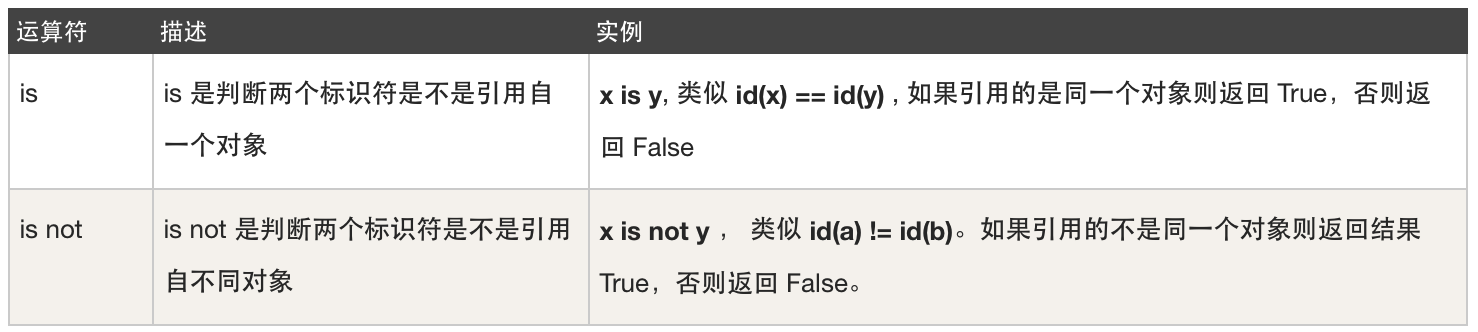 运算符 描述 实例
is is 是判断两个标识符是不是引用自 x is y, 类似 id(x) == id(y) , 如果引用的是同一个对象则返回 True，否则返
一个对象 回 False
is not is not 是判断两个标识符是不是引用 x is not y ， 类似 id(a) != id(b)。如果引用的不是同一个对象则返回结果
自不同对象 True，否则返回 False。